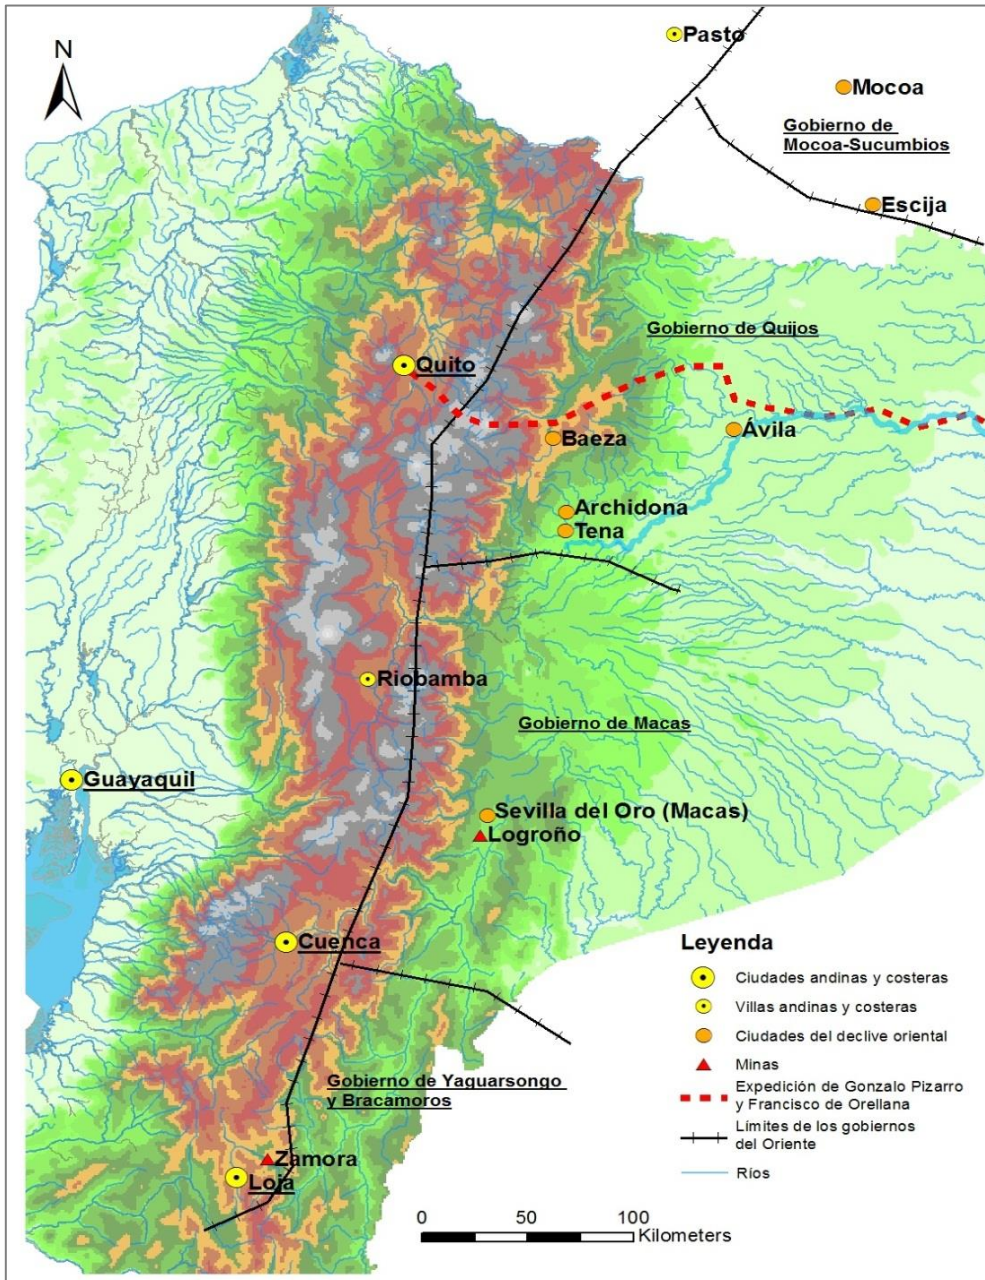 N
Pasto
Mocoa
Gobierno de
Mocoa-Sucumbios
Escija
Gobierno de Quijos
Quito
Baeza
Ávila
Archidona
Tena
Riobamba
Gobierno de Macas
Guayaquil
Sevilla del Oro (Macas)
Logroño
Cuenca
Gobierno de Yaguarsongo
y Bracamoros
Zamora
Loja
Leyenda
Ciudades andinas y costeras
Villas andinas y costeras
Ciudades del declive oriental
Minas
Expedición de Gonzalo Pizarro
y Francisco de Orellana
Límites de los gobiernos
del Oriente
Ríos
0 50 100
Kilometers